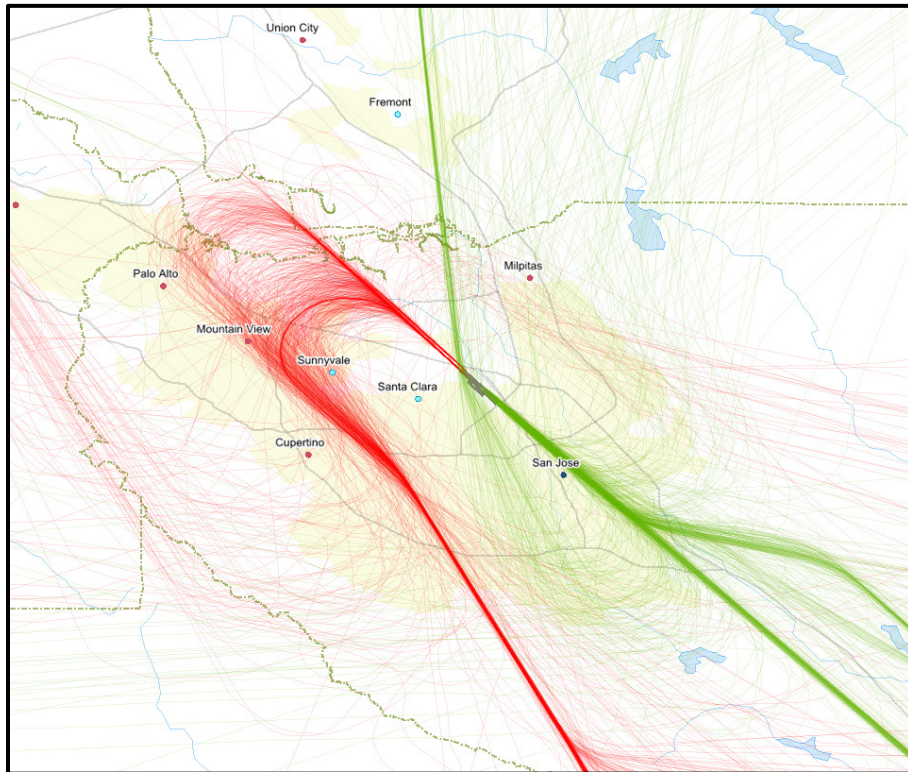 Union City
Fremont
Milpitas
Palo Alto
Mountain View
Sunnyvale
Santa Clara
Cupertino
San Jose